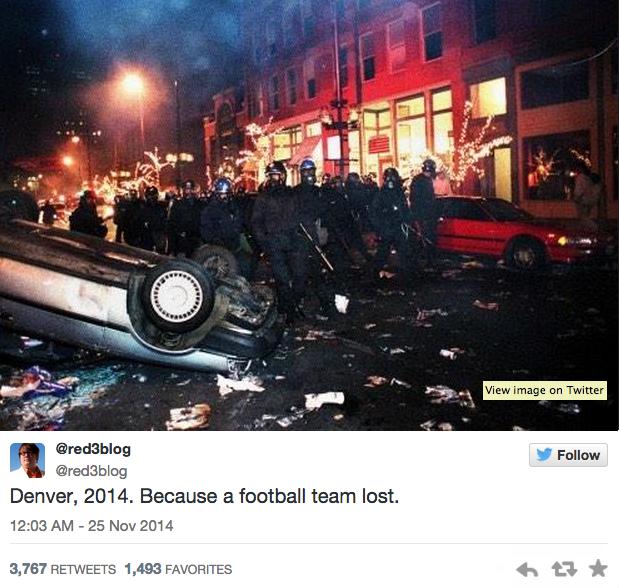 View image on Twitter
@red3blog
@red3blog
Follow
Denver, 2014. Because a football team lost.
12:03 AM - 25 Nov 2014
3,767 RETWEETS 1,493 FAVORITES